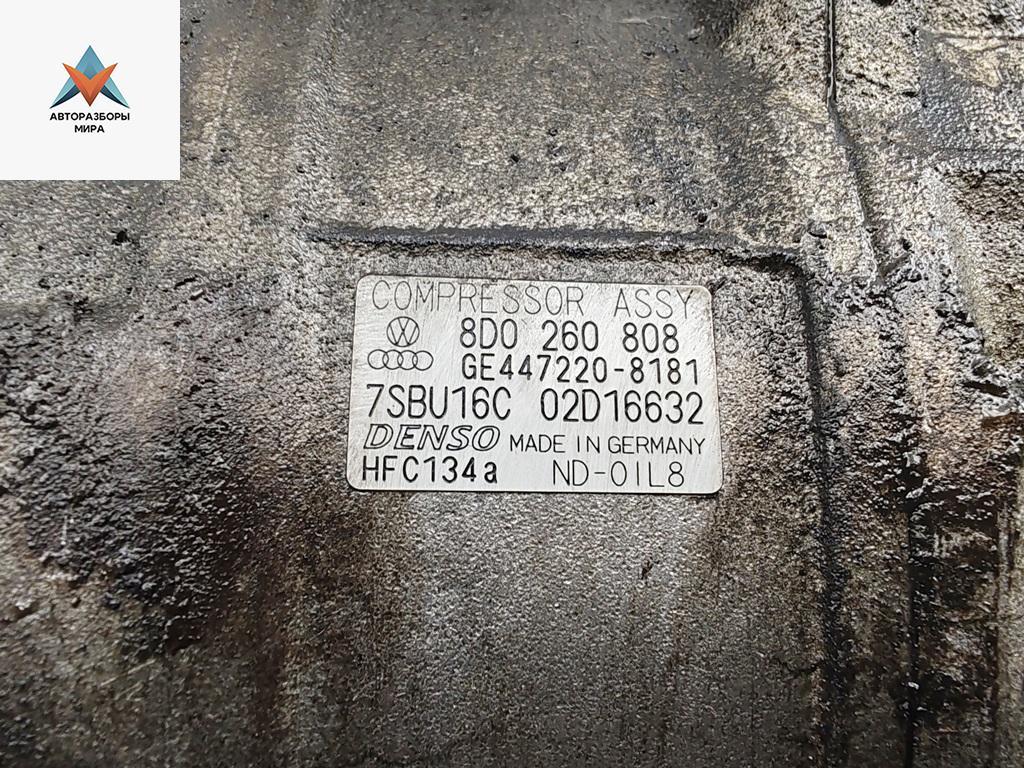 АВТОРАЗБОРЫ
МИРА
COMPRESSOR ASSY
8D0 260 808
GE447220-8181
7SBU16C 02D16632
DENSO MADE IN GERMANY
HFC134a ND-OIL8